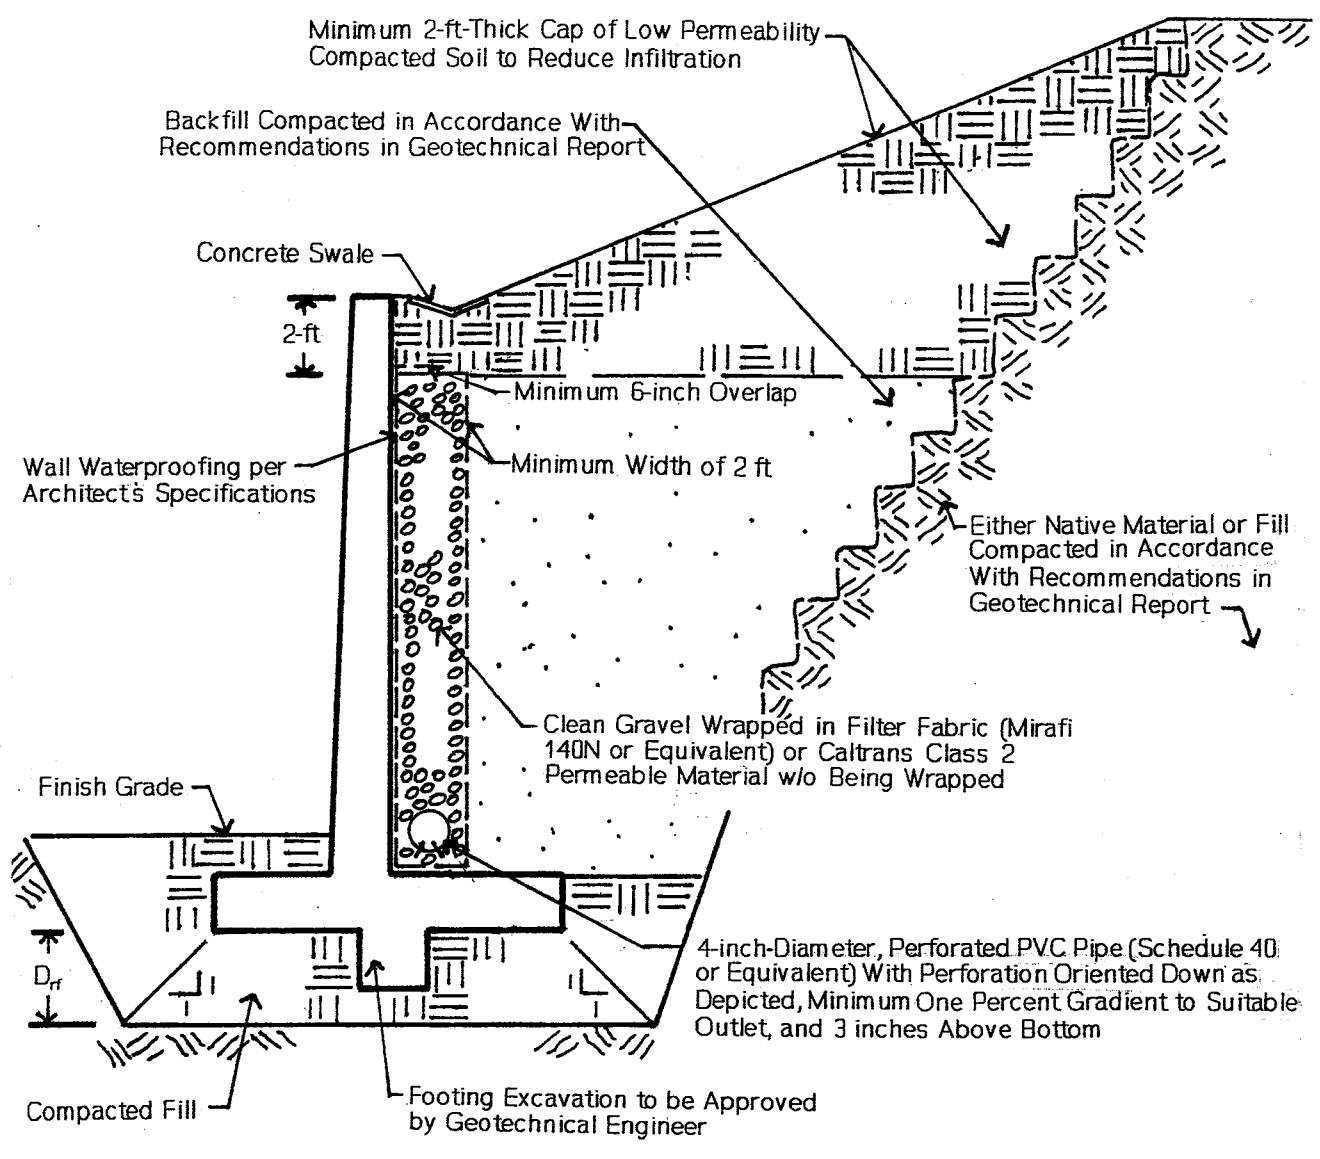 Minimum 2-ft-Thick Cap of Low Permeability
Compacted Soil to Reduce Infiltration
Backfill Compacted in Accordance With
Recommendations in Geotechnical Report
Concrete Swale
2-ft
Minimum 6-inch Overlap
Wall Waterproofing per
Architect's Specifications
Minimum Width of 2 ft
Either Native Material or Fill
Compacted in Accordance
With Recommendations in
Geotechnical Report
Clean Gravel Wrapped in Filter Fabric (Mirafi
140N or Equivalent) or Caltrans Class 2
Permeable Material w/o Being Wrapped
Finish Grade
4-inch-Diameter, Perforated PVC Pipe (Schedule 40
or Equivalent) With Perforation Oriented Down as
Depicted, Minimum One Percent Gradient to Suitable
Outlet, and 3 inches Above Bottom
Drf
Compacted Fill
Footing Excavation to be Approved
by Geotechnical Engineer